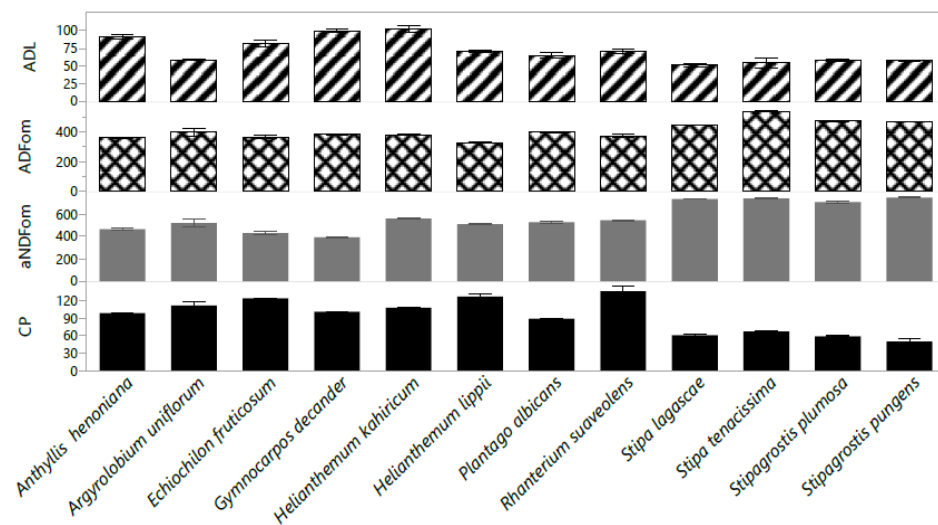 ADL
100
75
50
25
0
ADFom
400
200
0
aNDFom
600
400
200
0
CP
120
90
60
30
0
Anthyllis henoniana
Argyrolobium uniflorum
Echiochilon fruticosum
Gymnocarpos decander
Helianthemum kahiricum
Helianthemum lippii
Plantago albicans
Rhanterium suaveolens
Stipa lagascae
Stipa tenacissima
Stipagrostis plumosa
Stipagrostis pungens